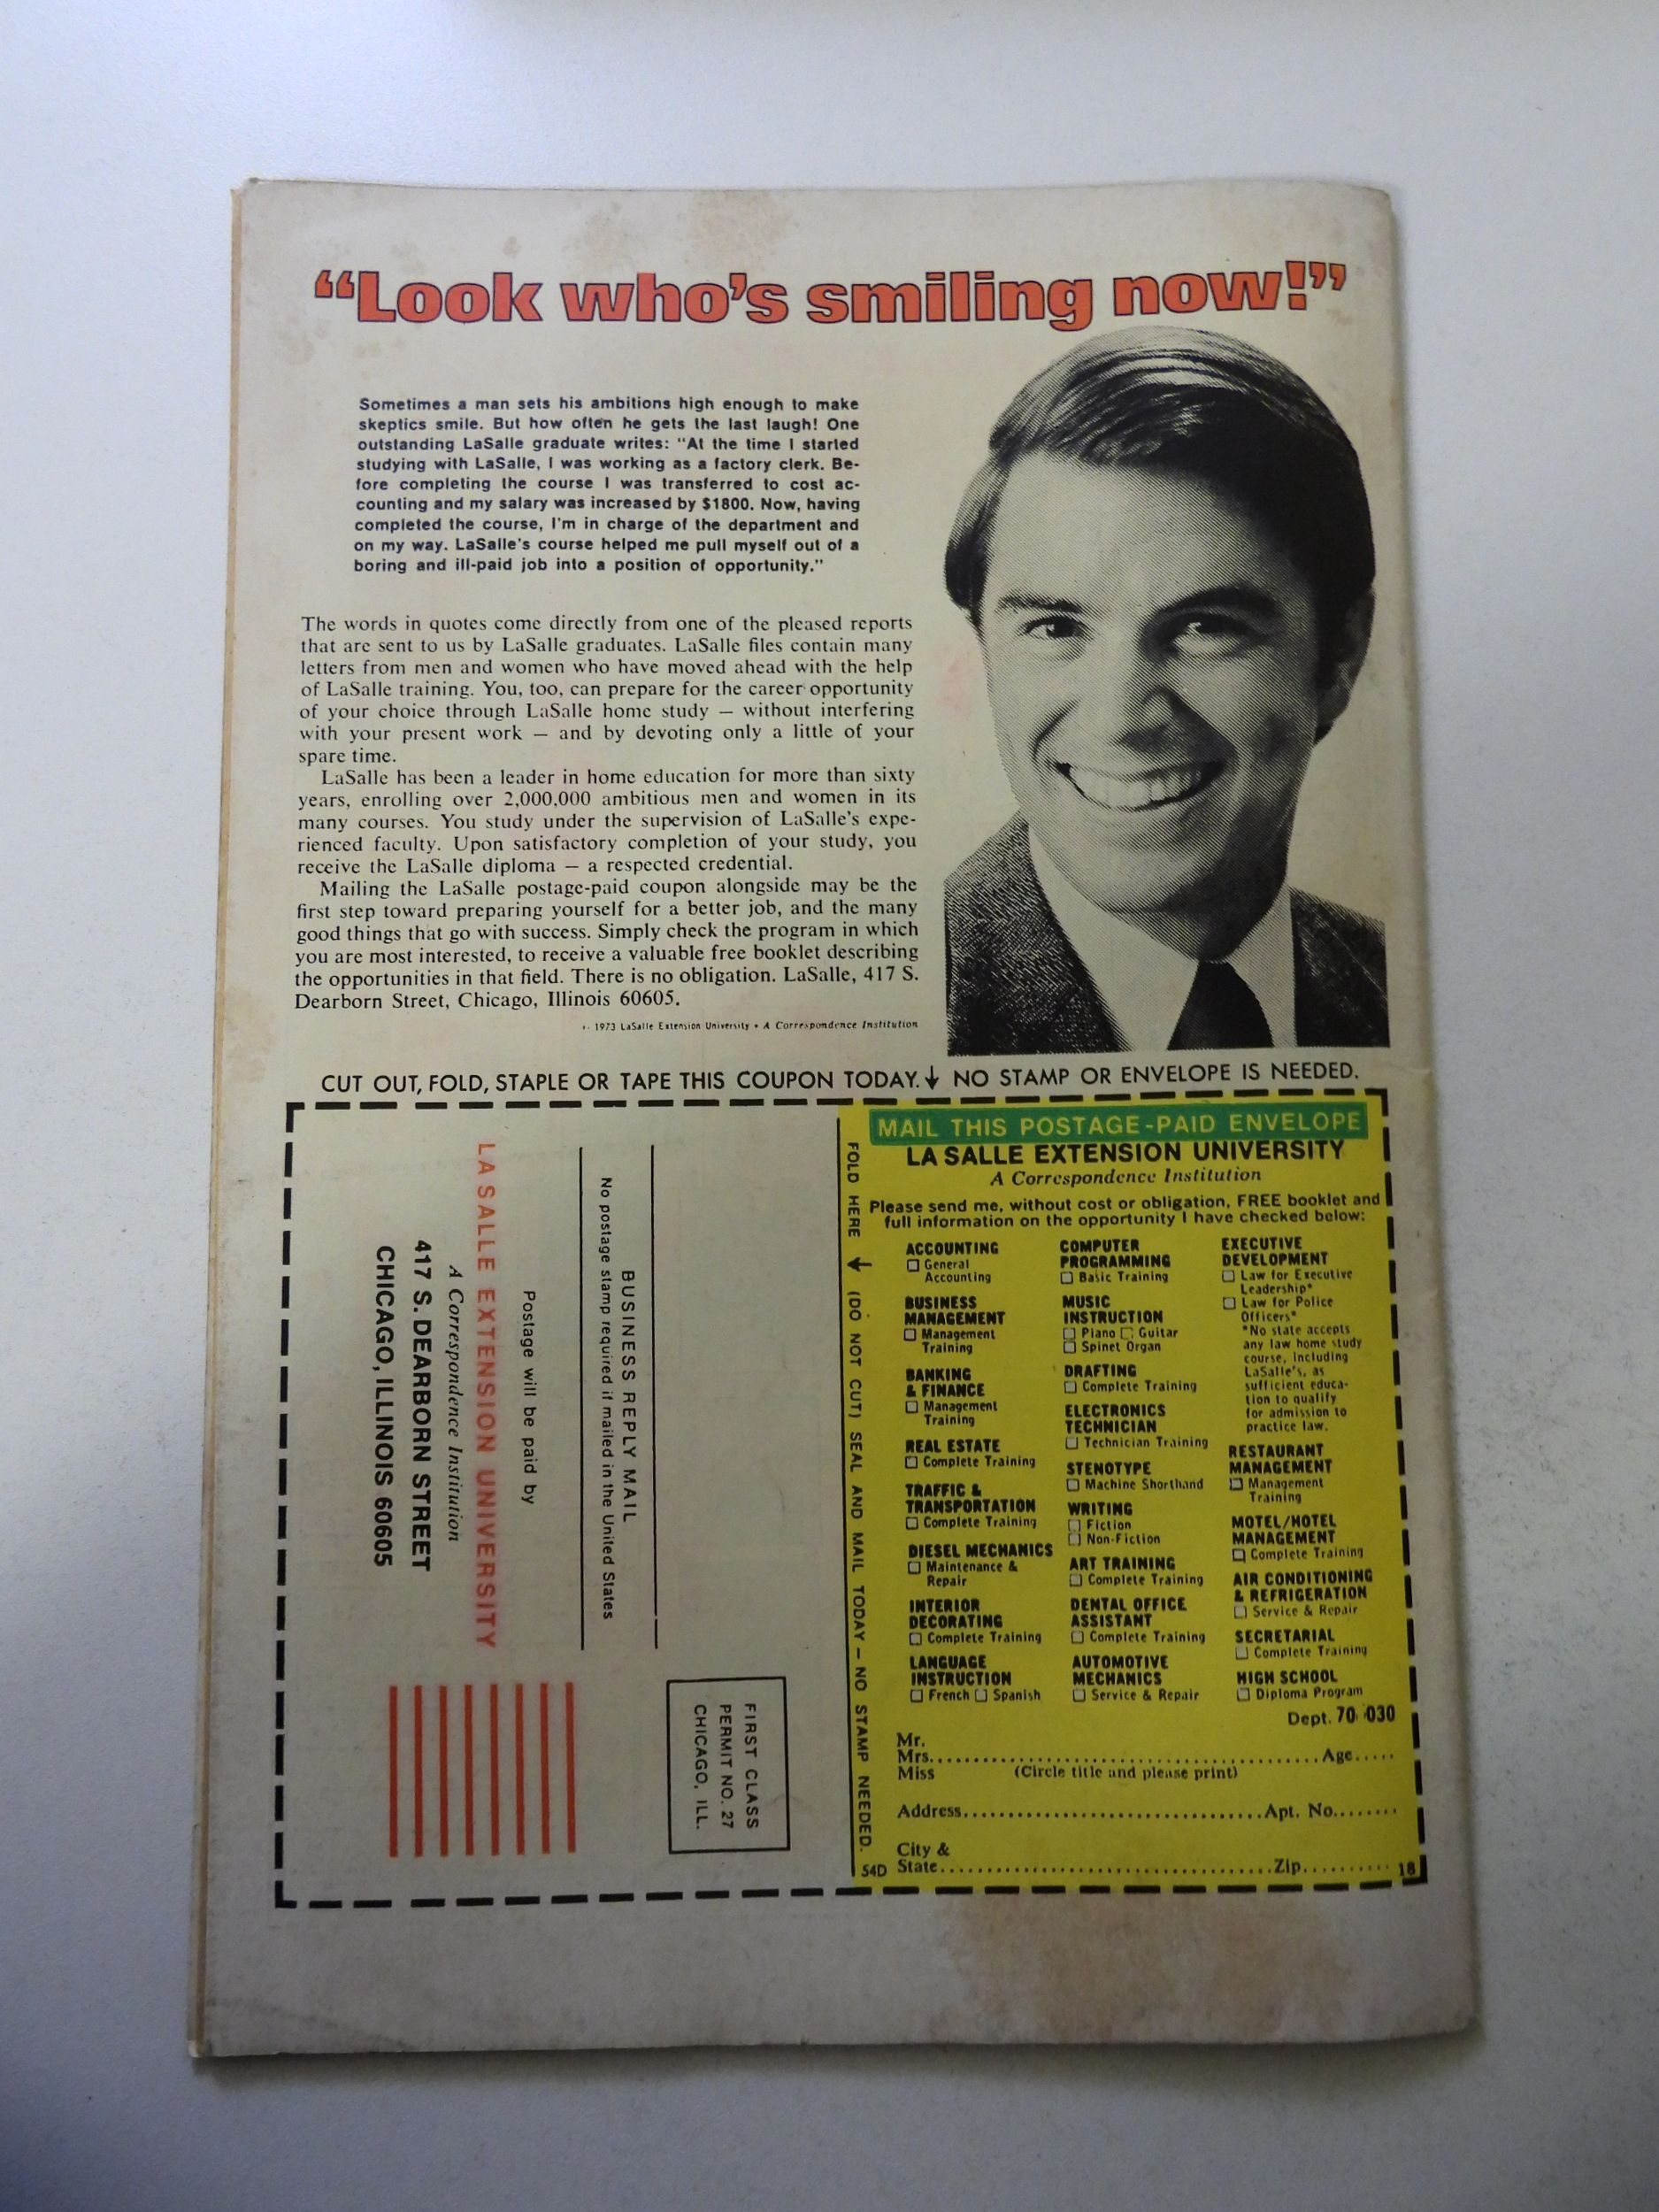 “Look who’s smiling now!”
Sometimes a man sets his ambitions high enough to make
skeptics smile. But how often he gets the last laugh! One
outstanding LaSalle graduate writes: "At the time I started
studying with LaSalle, I was working as a factory clerk. Be-
fore completing the course I was transferred to cost ac-
counting and my salary was increased by $1800. Now, having
completed the course, I'm in charge of the department and
on my way. LaSalle's course helped me pull myself out of a
boring and ill-paid job into a position of opportunity."
The words in quotes come directly from one of the pleased reports
that are sent to us by LaSalle graduates. LaSalle files contain many
letters from men and women who have moved ahead with the help
of LaSalle training. You, too, can prepare for the career opportunity
of your choice through LaSalle home study — without interfering
with your present work — and by devoting only a little of your
spare time.
LaSalle has been a leader in home education for more than sixty
years, enrolling over 2,000,000 ambitious men and women in its
many courses. You study under the supervision of LaSalle's expe-
rienced faculty. Upon satisfactory completion of your study, you
receive the LaSalle diploma — a respected credential.
Mailing the LaSalle postage-paid coupon alongside may be the
first step toward preparing yourself for a better job, and the many
good things that go with success. Simply check the program in which
you are most interested, to receive a valuable free booklet describing
the opportunities in that field. There is no obligation. LaSalle, 417 S.
Dearborn Street, Chicago, Illinois 60605.
1973 LaSalle Extension University • A Correspondence Institution
CUT OUT, FOLD, STAPLE OR TAPE THIS COUPON TODAY. ↓ NO STAMP OR ENVELOPE IS NEEDED.
BUSINESS REPLY MAIL
No postage stamp required if mailed in the United States
Postage will be paid by
LASALLE EXTENSION UNIVERSITY
A Correspondence Institution
417 S. DEARBORN STREET
CHICAGO, ILLINOIS 60605
FIRST CLASS
PERMIT NO. 27
CHICAGO, ILL.
FOLD HERE ↓ (DO NOT CUT) SEAL AND MAIL TODAY — NO STAMP NEEDED.
MAIL THIS POSTAGE-PAID ENVELOPE
LA SALLE EXTENSION UNIVERSITY
A Correspondence Institution
Please send me, without cost or obligation, FREE booklet and
full information on the opportunity I have checked below:
ACCOUNTING
☐ General
Accounting
BUSINESS
MANAGEMENT
☐ Management
Training
BANKING
& FINANCE
☐ Management
Training
REAL ESTATE
☐ Complete Training
TRAFFIC &
TRANSPORTATION
☐ Complete Training
DIESEL MECHANICS
☐ Maintenance &
Repair
INTERIOR
DECORATING
☐ Complete Training
LANGUAGE
INSTRUCTION
☐ French ☐ Spanish
COMPUTER
PROGRAMMING
☐ Basic Training
MUSIC
INSTRUCTION
☐ Piano ☐ Guitar
☐ Spinet Organ
DRAFTING
☐ Complete Training
ELECTRONICS
TECHNICIAN
☐ Technician Training
STENOTYPE
☐ Machine Shorthand
WRITING
☐ Fiction
☐ Non-Fiction
ART TRAINING
☐ Complete Training
DENTAL OFFICE
ASSISTANT
☐ Complete Training
AUTOMOTIVE
MECHANICS
☐ Service & Repair
EXECUTIVE
DEVELOPMENT
☐ Law for Executive
Leadership*
☐ Law for Police
Officers*
*No state accepts
any law home study
course, including
LaSalle's, as
sufficient educa-
tion to qualify
for admission to
practice law.
RESTAURANT
MANAGEMENT
☐ Management
Training
MOTEL/HOTEL
MANAGEMENT
☐ Complete Training
AIR CONDITIONING
& REFRIGERATION
☐ Service & Repair
SECRETARIAL
☐ Complete Training
HIGH SCHOOL
☐ Diploma Program
Dept. 70-030
Mr.
Mrs. ........ Age.....
Miss (Circle title and please print)
Address ........ Apt. No........
City &
State ........ Zip..........
S4D
18